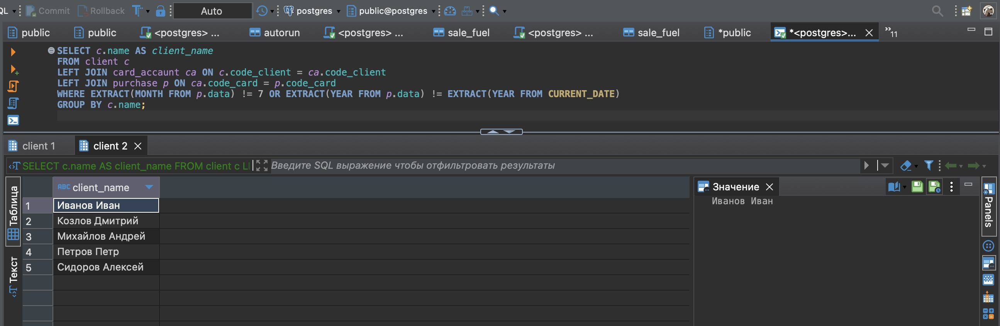 QL Commit Rollback Auto postgres public@postgres
public public <postgres> ... autorun <postgres> ... sale_fuel <postgres> ... sale_fuel *public *<postgres>... »11
SELECT c.name AS client_name
FROM client c
LEFT JOIN card_accaunt ca ON c.code_client = ca.code_client
LEFT JOIN purchase p ON ca.code_card = p.code_card
WHERE EXTRACT(MONTH FROM p.data) != 7 OR EXTRACT(YEAR FROM p.data) != EXTRACT(YEAR FROM CURRENT_DATE)
GROUP BY c.name;
client 1 client 2
SELECT c.name AS client_name FROM client c LI Введите SQL выражение чтобы отфильтровать результаты
Таблица
Текст
ABC client_name
1 Иванов Иван
2 Козлов Дмитрий
3 Михайлов Андрей
4 Петров Петр
5 Сидоров Алексей
Значение
Иванов Иван
Panels